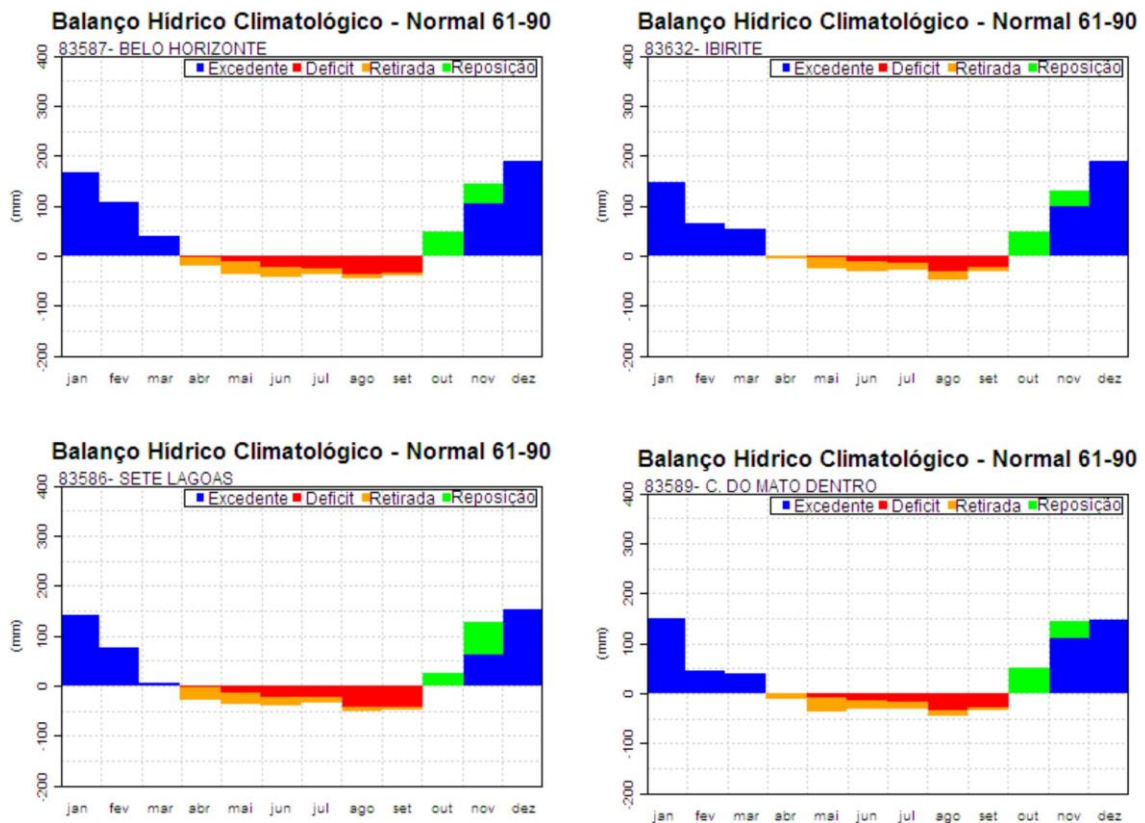 Balanço Hídrico Climatológico - Normal 61-90
83587- BELO HORIZONTE
Excedente Deficit Retirada Reposição
400
300
200
100
0
-100
-200
(mm)
jan fev mar abr mai jun jul ago set out nov dez
Balanço Hídrico Climatológico - Normal 61-90
83632- IBIRITE
Excedente Deficit Retirada Reposição
400
300
200
100
0
-100
-200
(mm)
jan fev mar abr mai jun jul ago set out nov dez
Balanço Hídrico Climatológico - Normal 61-90
83586- SETE LAGOAS
Excedente Deficit Retirada Reposição
400
300
200
100
0
-100
-200
(mm)
jan fev mar abr mai jun jul ago set out nov dez
Balanço Hídrico Climatológico - Normal 61-90
83589- C. DO MATO DENTRO
Excedente Deficit Retirada Reposição
400
300
200
100
0
-100
-200
(mm)
jan fev mar abr mai jun jul ago set out nov dez